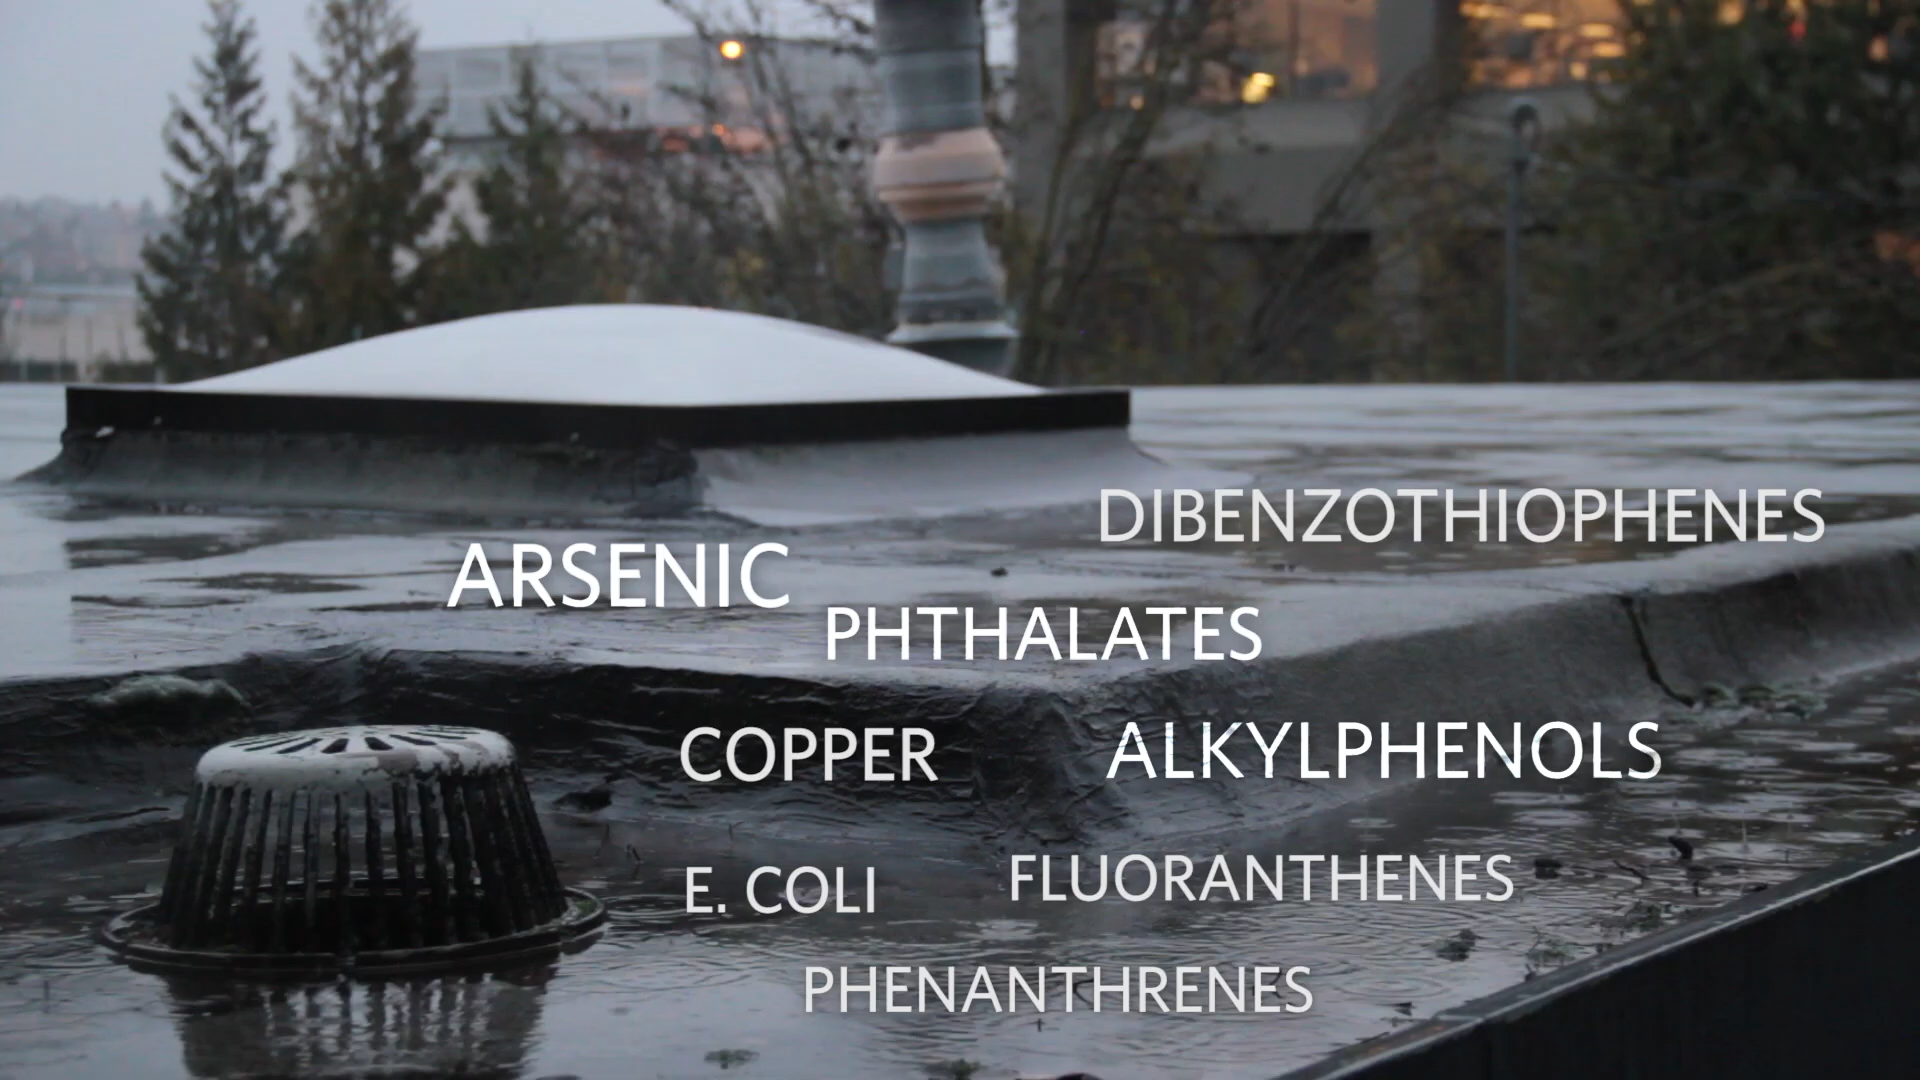 DIBENZOTHIOPHENES
ARSENIC
PHTHALATES
COPPER
ALKYLPHENOLS
E. COLI
FLUORANTHENES
PHENANTHRENES